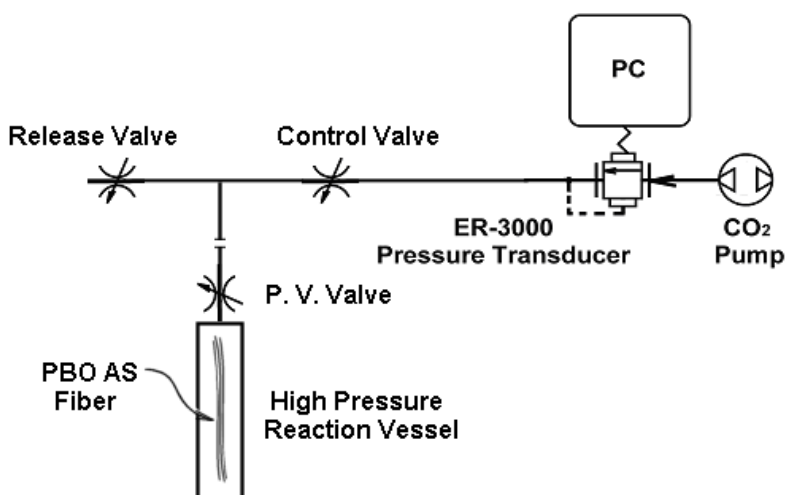 PC
Release Valve
Control Valve
ER-3000
Pressure Transducer
CO₂
Pump
P. V. Valve
PBO AS
Fiber
High Pressure
Reaction Vessel